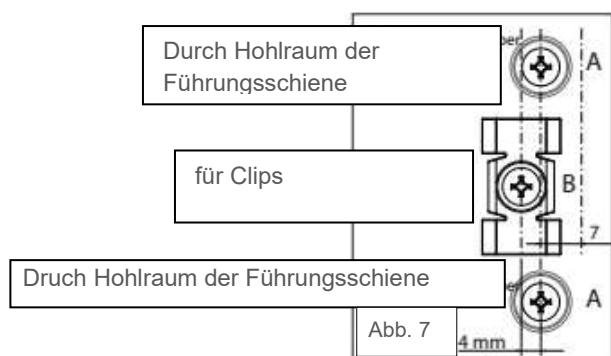 Durch Hohlraum der
Führungsschiene
A
für Clips
B
7
Druch Hohlraum der Führungsschiene
A
Abb. 7
4 mm